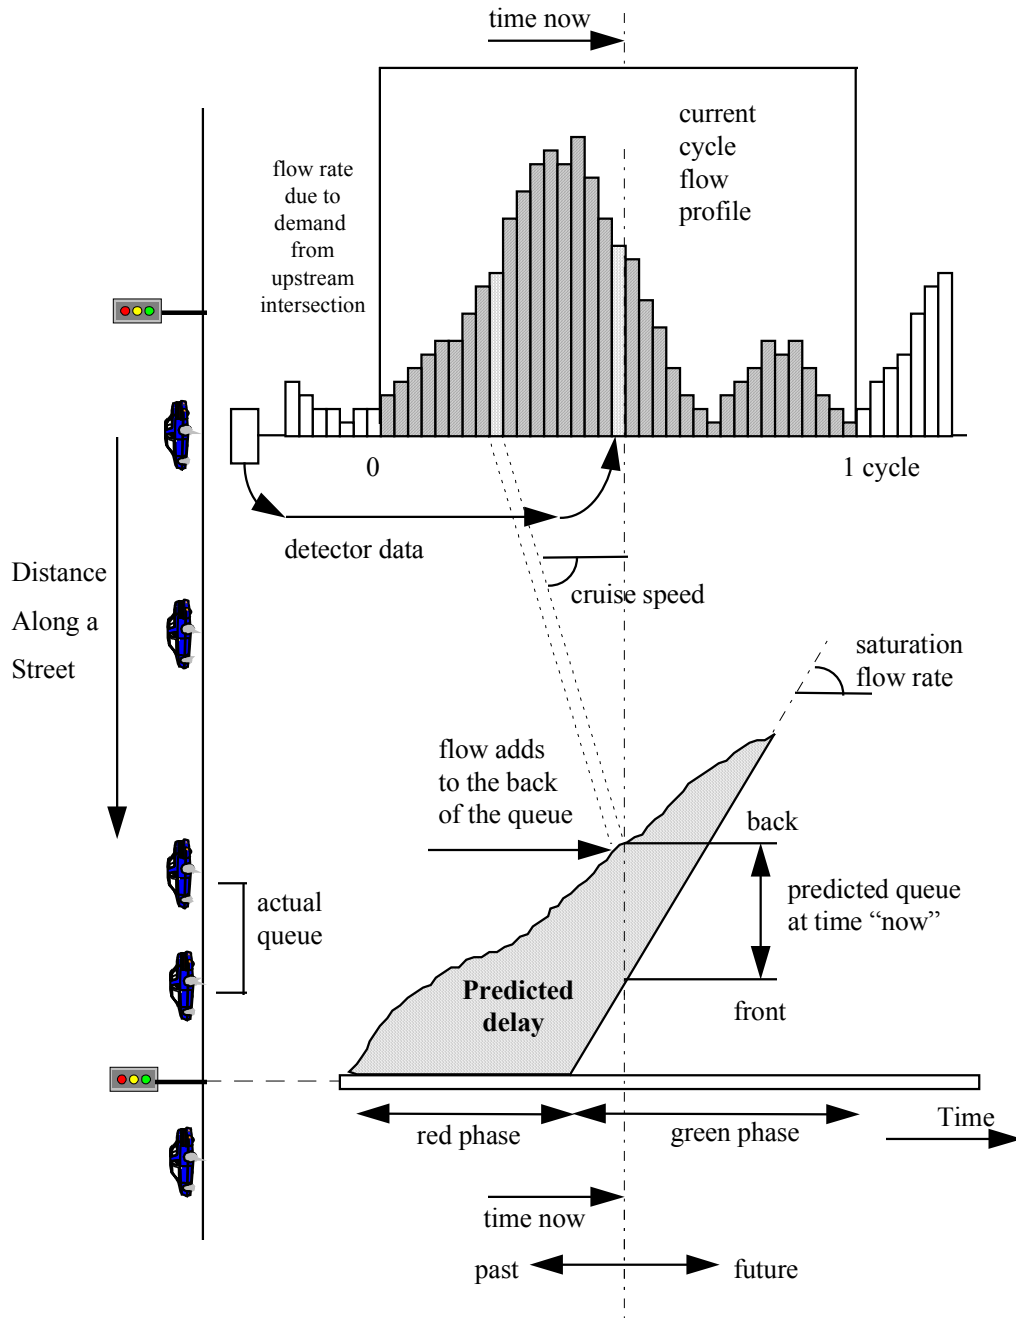 time now
current
cycle
flow
profile
flow rate
due to
demand
from
upstream
intersection
0
1 cycle
detector data
Distance
Along a
Street
cruise speed
saturation
flow rate
flow adds
to the back
of the queue
back
predicted queue
at time “now”
actual
queue
Predicted
delay
front
red phase
green phase
Time
time now
past
future